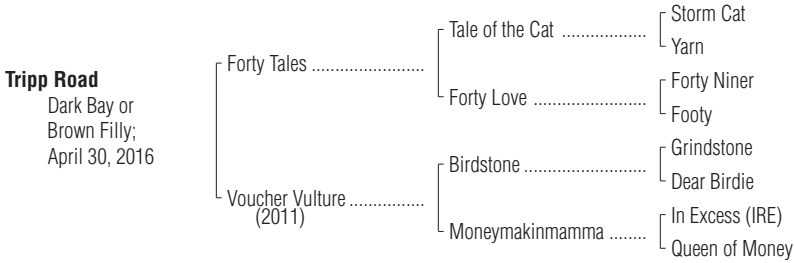 Tripp Road
Dark Bay or
Brown Filly;
April 30, 2016
Forty Tales ........................
Voucher Vulture ................
(2011)
Tale of the Cat ..................
Forty Love ........................
Birdstone ..........................
Moneymakinmamma ........
Storm Cat
Yarn
Forty Niner
Footy
Grindstone
Dear Birdie
In Excess (IRE)
Queen of Money